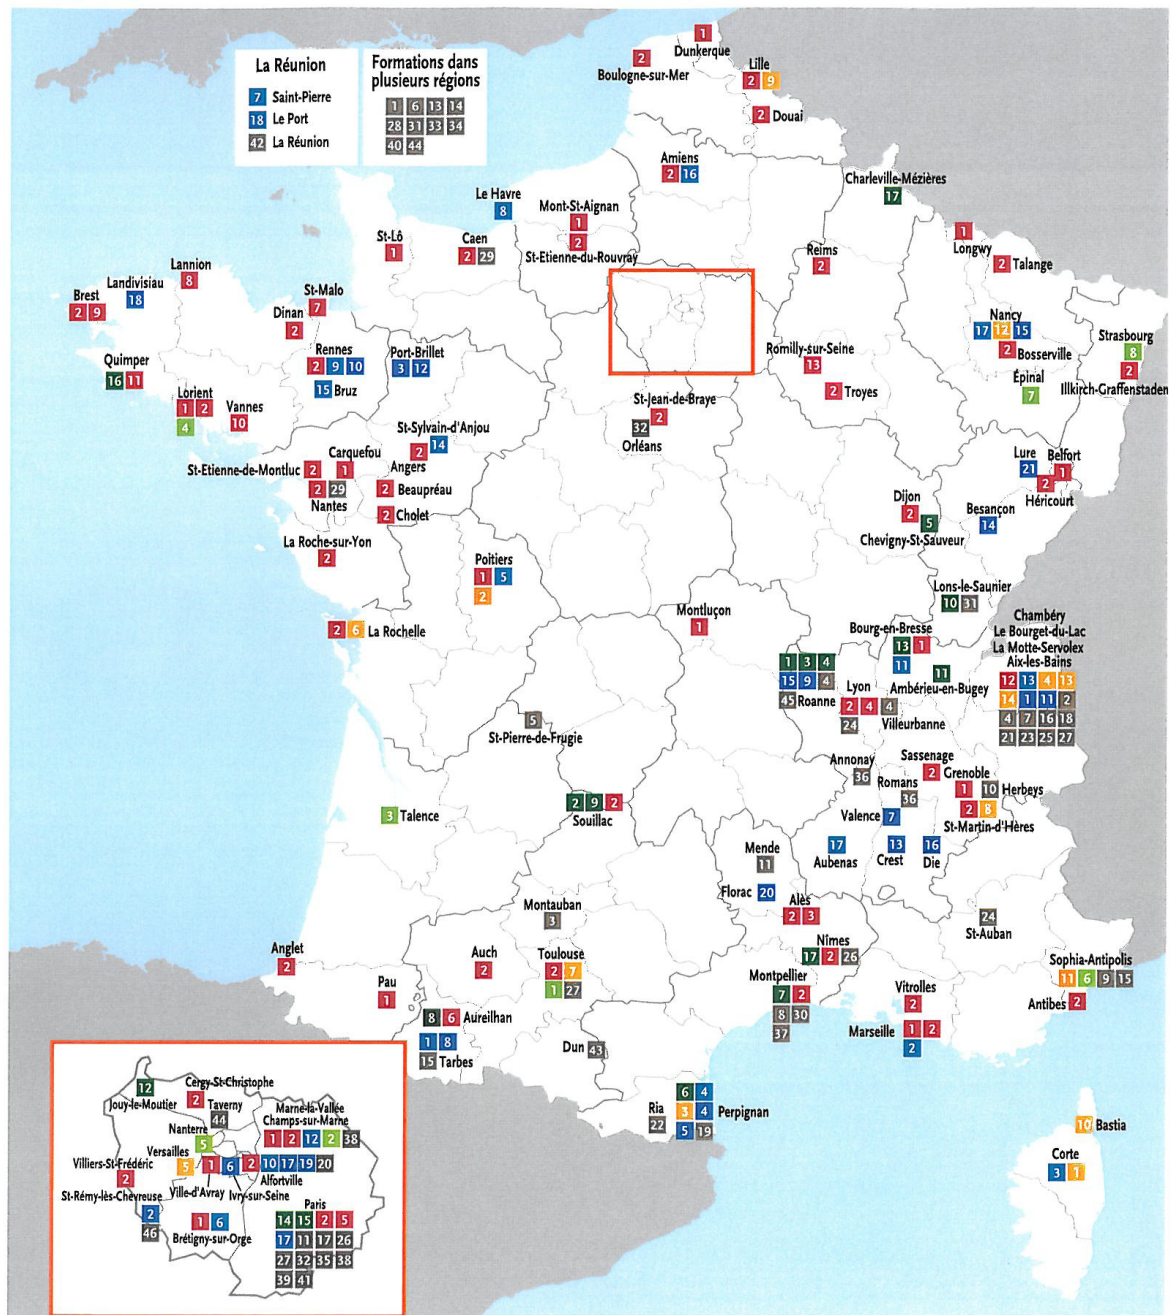 La Réunion
7 Saint-Pierre
18 Le Port
42 La Réunion
Formations dans
plusieurs régions
1 6 13 14
28 31 33 34
40 44
1
Dunkerque
2
Boulogne-sur-Mer
Lille
2 9
2 Douai
Amiens
2 16
Charleville-Mézières
17
Le Havre
8
Mont-St-Aignan
1
2
St-Etienne-du-Rouvray
St-Lô
1
Caen
2 29
Reims
2
1
Longwy
2 Talange
Nancy
17 12 15
2 Bosserville
Strasbourg
8
2
Illkirch-Graffenstaden
Épinal
7
Lannion
8
Landivisiau
18
Brest
2 9
St-Malo
7
Dinan
2
Rennes
2 9 10
15 Bruz
Port-Brillet
3 12
Quimper
16 11
Lorient
1 2
4
Vannes
10
Romilly-sur-Seine
13
2 Troyes
St-Jean-de-Braye
2
32
Orléans
St-Sylvain-d'Anjou
14
2
Angers
Carquefou
1
St-Etienne-de-Montluc 2
2 29
Nantes
2 Beaupréau
2 Cholet
La Roche-sur-Yon
2
Lure
21
Belfort
1
2
Héricourt
Dijon
2
5
Chevigny-St-Sauveur
Besançon
14
Poitiers
1 5
2
2 6 La Rochelle
Montluçon
1
Lons-le-Saunier
10 31
Bourg-en-Bresse
13 1
11
11
Ambérieu-en-Bugey
Chambéry
Le Bourget-du-Lac
La Motte-Servolex
Aix-les-Bains
12 13 4 13
14 1 11 2
4 7 16 18
21 23 25 27
1 3 4
15 9 4
45 Roanne
Lyon
2 4
24
4
Villeurbanne
5
St-Pierre-de-Frugie
Annonay
36
Romans
36
Sassenage
2
Grenoble
1
10 Herbeys
2 8
St-Martin-d'Hères
Valence 7
3 Talence
2 9 2
Souillac
17
Aubenas
13
Crest
16
Die
Mende
11
Florac 20
Montauban
3
Alès
2 3
24
St-Auban
Anglet
2
Auch
2
Toulouse
2 7
1 27
Nîmes
17 2 26
Sophia-Antipolis
11 6 9 15
Antibes 2
Pau
1
Montpellier
7 2
8 30
37
Vitrolles
2
Marseille 1 2
2
8 6 Aureilhan
1 8
15 Tarbes
Dun 43
Ria
22
6 4
3 4
5 19
Perpignan
10 Bastia
Corte
3 1
12
Jouy-le-Moutier
Cergy-St-Christophe
2
Taverny
44
Marne-la-Vallée
Champs-sur-Marne
1 2 12 2 38
Nanterre
5
Versailles
5
Villiers-St-Frédéric
2
1
Ville-d'Avray
6
Ivry-sur-Seine
2 10 17 19 20
Alfortville
St-Rémy-lès-Chevreuse
2
46
1 6
Brétigny-sur-Orge
Paris
14 15 2 5
17 11 17 26
27 32 35 38
39 41